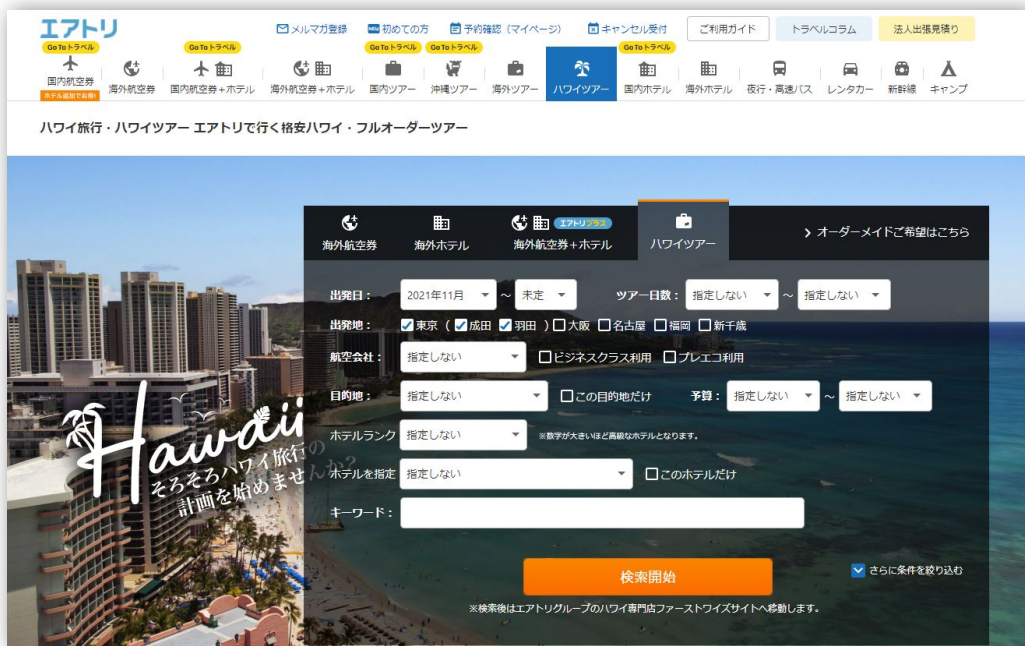 エアトリ
メルマガ登録 NEW 初めての方 予約確認（マイページ） キャンセル受付 ご利用ガイド トラベルコラム 法人出張見積り
Go To トラベル Go To トラベル Go To トラベル Go To トラベル Go To トラベル
国内航空券 海外航空券 国内航空券+ホテル 海外航空券+ホテル 国内ツアー 沖縄ツアー 海外ツアー ハワイツアー 国内ホテル 海外ホテル 夜行・高速バス レンタカー 新幹線 キャンプ
ホテル追加でお得!
ハワイ旅行・ハワイツアー エアトリで行く格安ハワイ・フルオーダーツアー
海外航空券 海外ホテル エアトリプラス 海外航空券+ホテル ハワイツアー > オーダーメイドご希望はこちら
出発日： 2021年11月 ～ 未定 ツアー日数： 指定しない ～ 指定しない
出発地： 東京 ( 成田 羽田 ) 大阪 名古屋 福岡 新千歳
航空会社： 指定しない ビジネスクラス利用 プレエコ利用
目的地： 指定しない この目的地だけ 予算： 指定しない ～ 指定しない
ホテルランク 指定しない ※数字が大きいほど高級なホテルとなります。
ホテルを指定 指定しない このホテルだけ
キーワード：
Hawaii
そろそろハワイ旅行の
計画を始めませんか?
検索開始
さらに条件を絞り込む
※検索後はエアトリグループのハワイ専門店ファーストワイズサイトへ移動します。